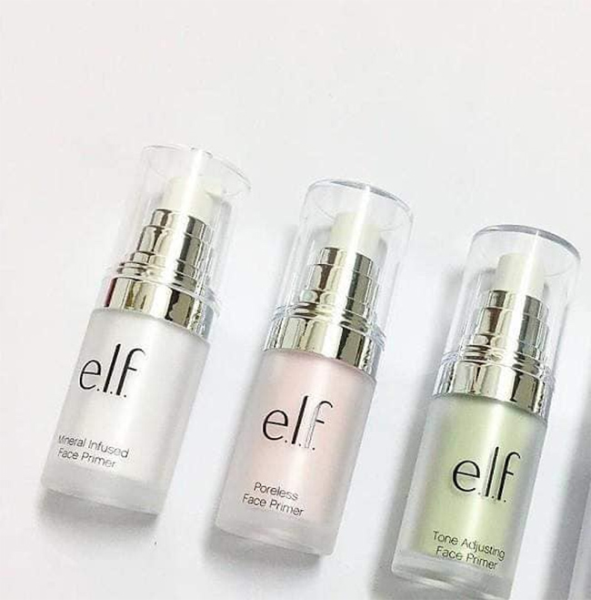 e.l.f
Mineral Infused
Face Primer
e.l.f
Poreless
Face Primer
e.l.f.
Tone Adjusting
Face Primer